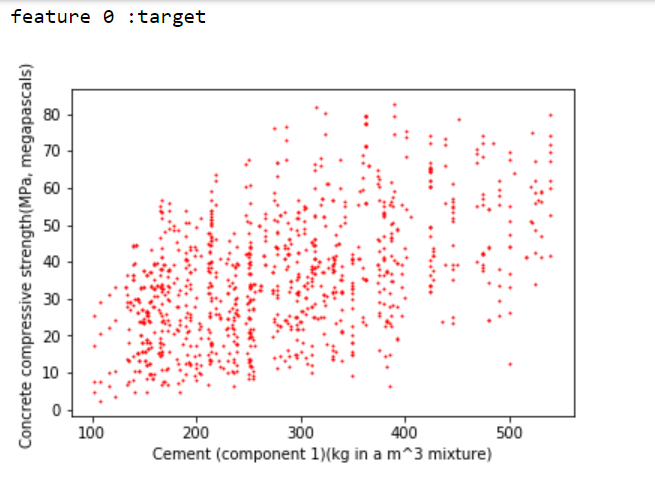 feature 0 :target
Concrete compressive strength(MPa, megapascals)
80
70
60
50
40
30
20
10
0
100 200 300 400 500
Cement (component 1)(kg in a m^3 mixture)